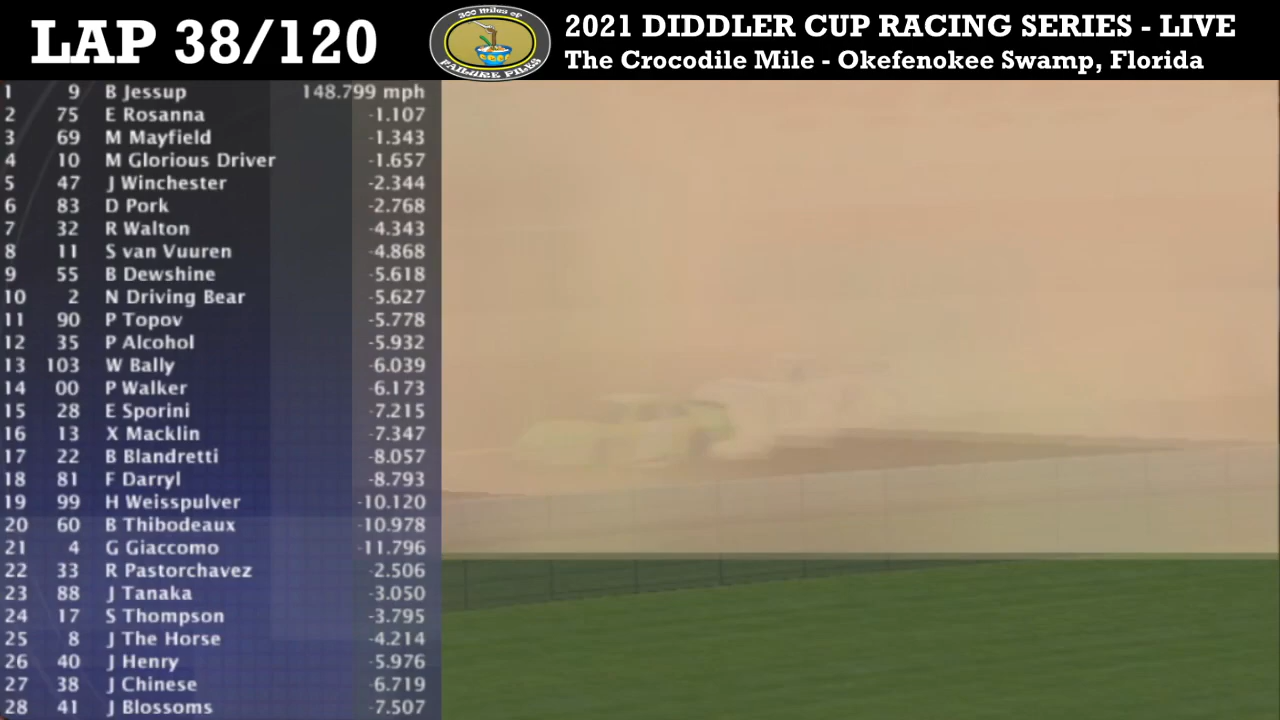 LAP 38/120
300 Miles of
FAILURE PILES
2021 DIDDLER CUP RACING SERIES - LIVE
The Crocodile Mile - Okefenokee Swamp, Florida
1 9 B Jessup 148.799 mph
2 75 E Rosanna -1.107
3 69 M Mayfield -1.343
4 10 M Glorious Driver -1.657
5 47 J Winchester -2.344
6 83 D Pork -2.768
7 32 R Walton -4.343
8 11 S van Vuuren -4.868
9 55 B Dewshine -5.618
10 2 N Driving Bear -5.627
11 90 P Topov -5.778
12 35 P Alcohol -5.932
13 103 W Bally -6.039
14 00 P Walker -6.173
15 28 E Sporini -7.215
16 13 X Macklin -7.347
17 22 B Blandretti -8.057
18 81 F Darryl -8.793
19 99 H Weisspulver -10.120
20 60 B Thibodeaux -10.978
21 4 G Giaccomo -11.796
22 33 R Pastorchavez -2.506
23 88 J Tanaka -3.050
24 17 S Thompson -3.795
25 8 J The Horse -4.214
26 40 J Henry -5.976
27 38 J Chinese -6.719
28 41 J Blossoms -7.507